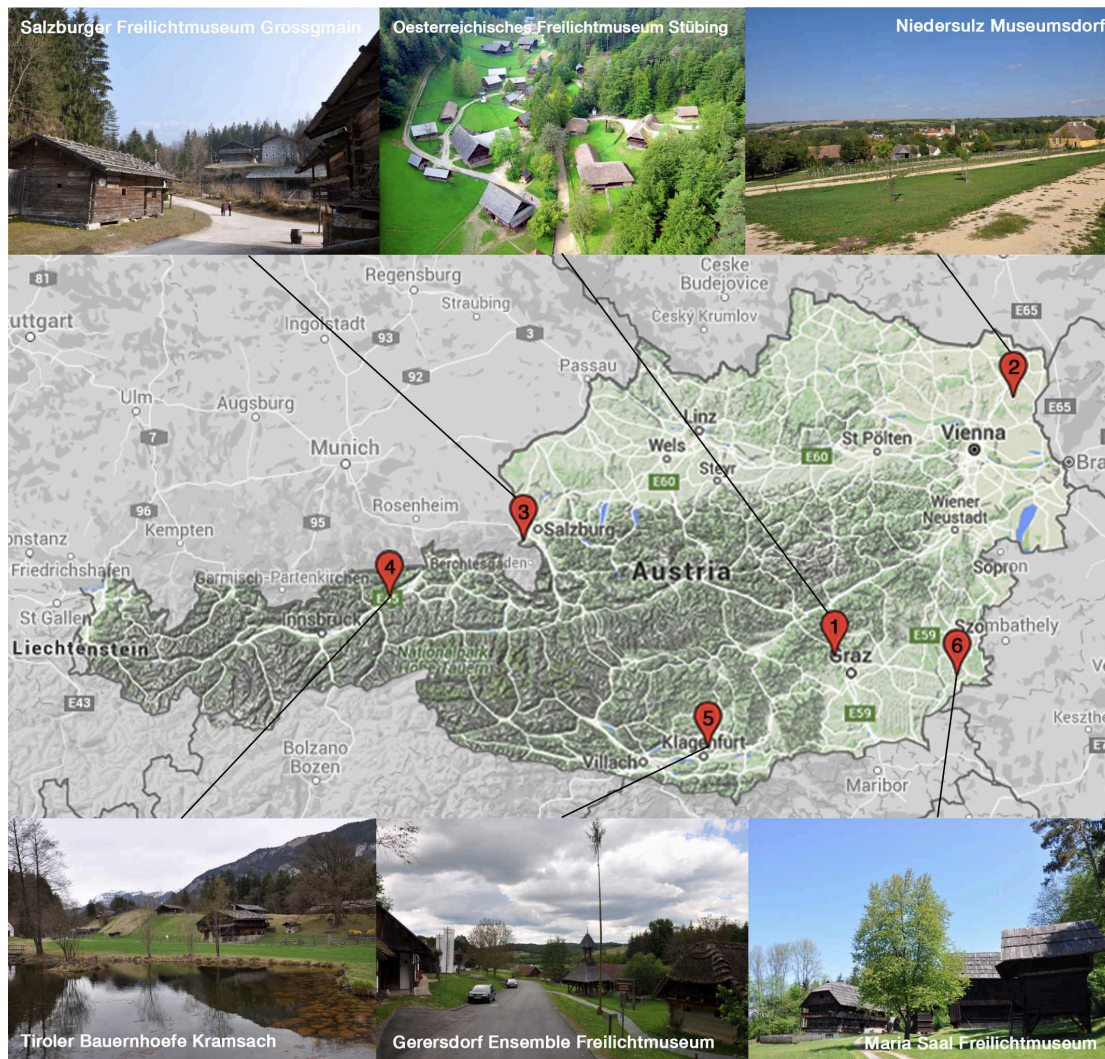 Salzburger Freilichtmuseum Grossgmain
Oesterreichisches Freilichtmuseum Stübing
Niedersulz Museumsdorf
81
Regensburg
Straubing
Ceske
Budejovice
Český Krumlov
E65
uttgart
Ingolstadt
93
3
Passau
92
2
Ulm
Augsburg
Linz
E65
7
Munich
Wels
St Pölten
Vienna
E60
Steyr
E60
Bra
96
Rosenheim
3
Salzburg
Wiener
Neustadt
95
Kempten
onstanz
Friedrichshafen
Garmisch-Partenkirchen
4
Berchtesgaden
Austria
Sopron
St Gallen
Innsbruck
1
Szombathely
Liechtenstein
Nationalpark
Hohe Tauern
Graz
E59
6
E43
5
E59
Keszthe
Bolzano
Bozen
Klagenfurt
Villach
Maribor
Tiroler Bauernhoefe Kramsach
Gerersdorf Ensemble Freilichtmuseum
Maria Saal Freilichtmuseum